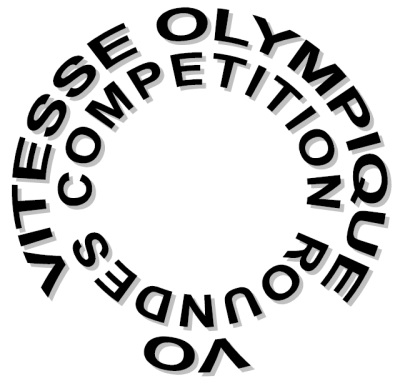 VITESSE OLYMPIQUE VO
COMPETITION ROUNDES